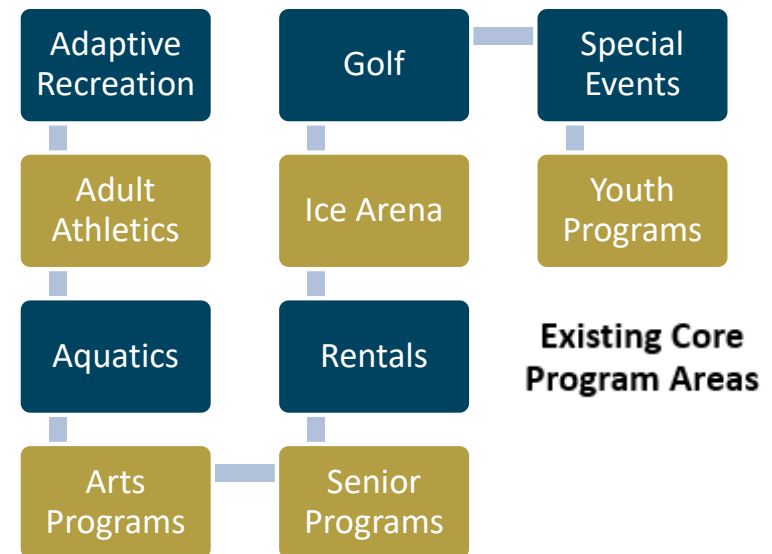 Adaptive
Recreation
Adult
Athletics
Aquatics
Arts
Programs
Golf
Ice Arena
Rentals
Senior
Programs
Special
Events
Youth
Programs
Existing Core
Program Areas